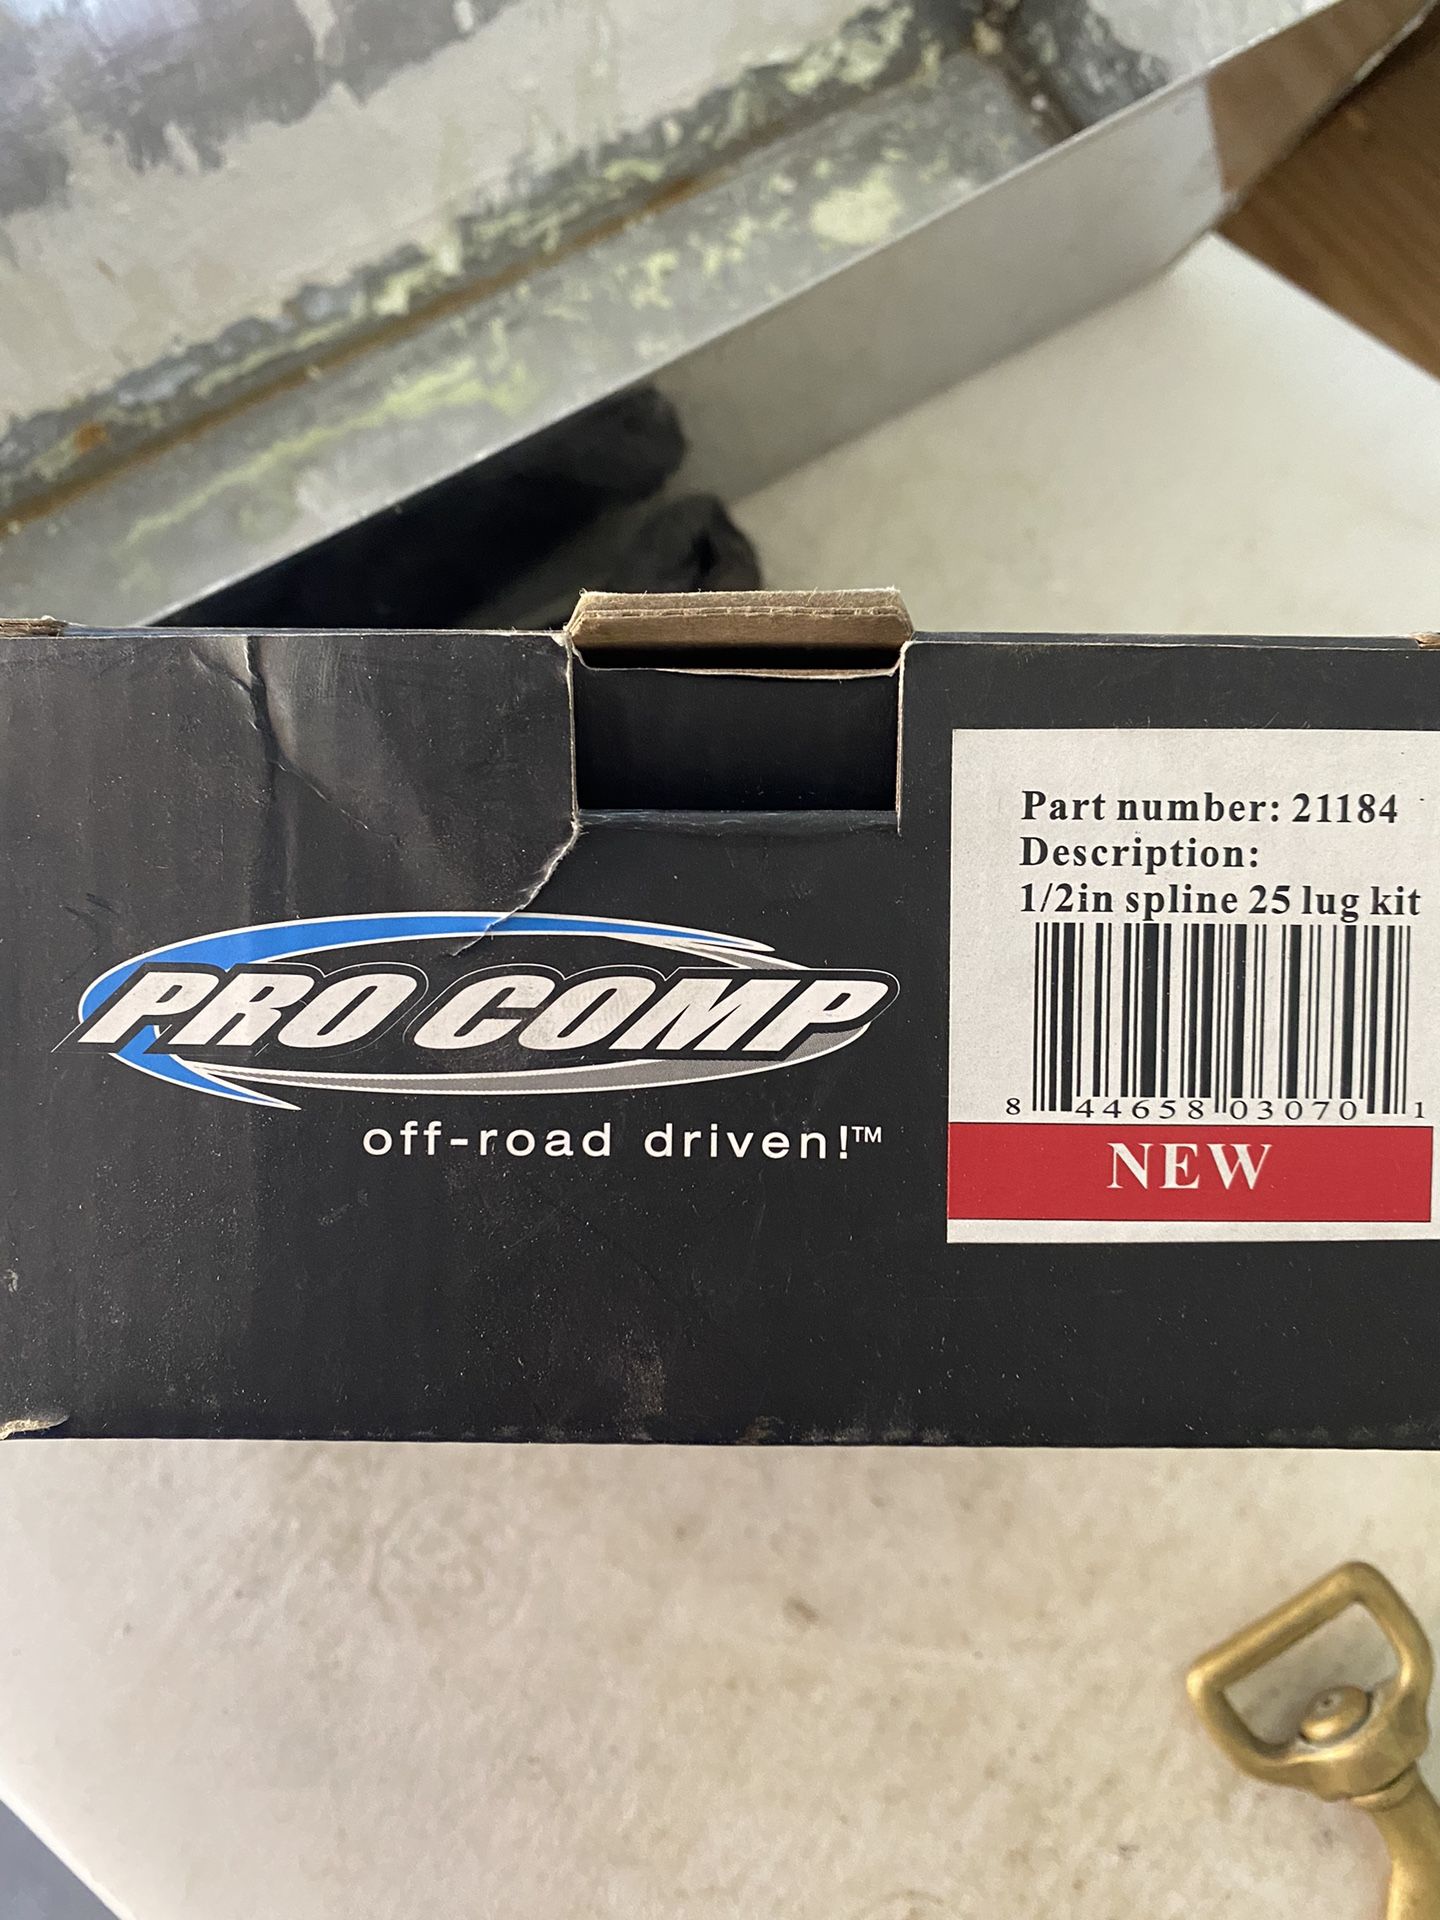 PRO COMP
off-road driven!™
Part number: 21184
Description:
1/2in spline 25 lug kit
8 44658 03070 1
NEW